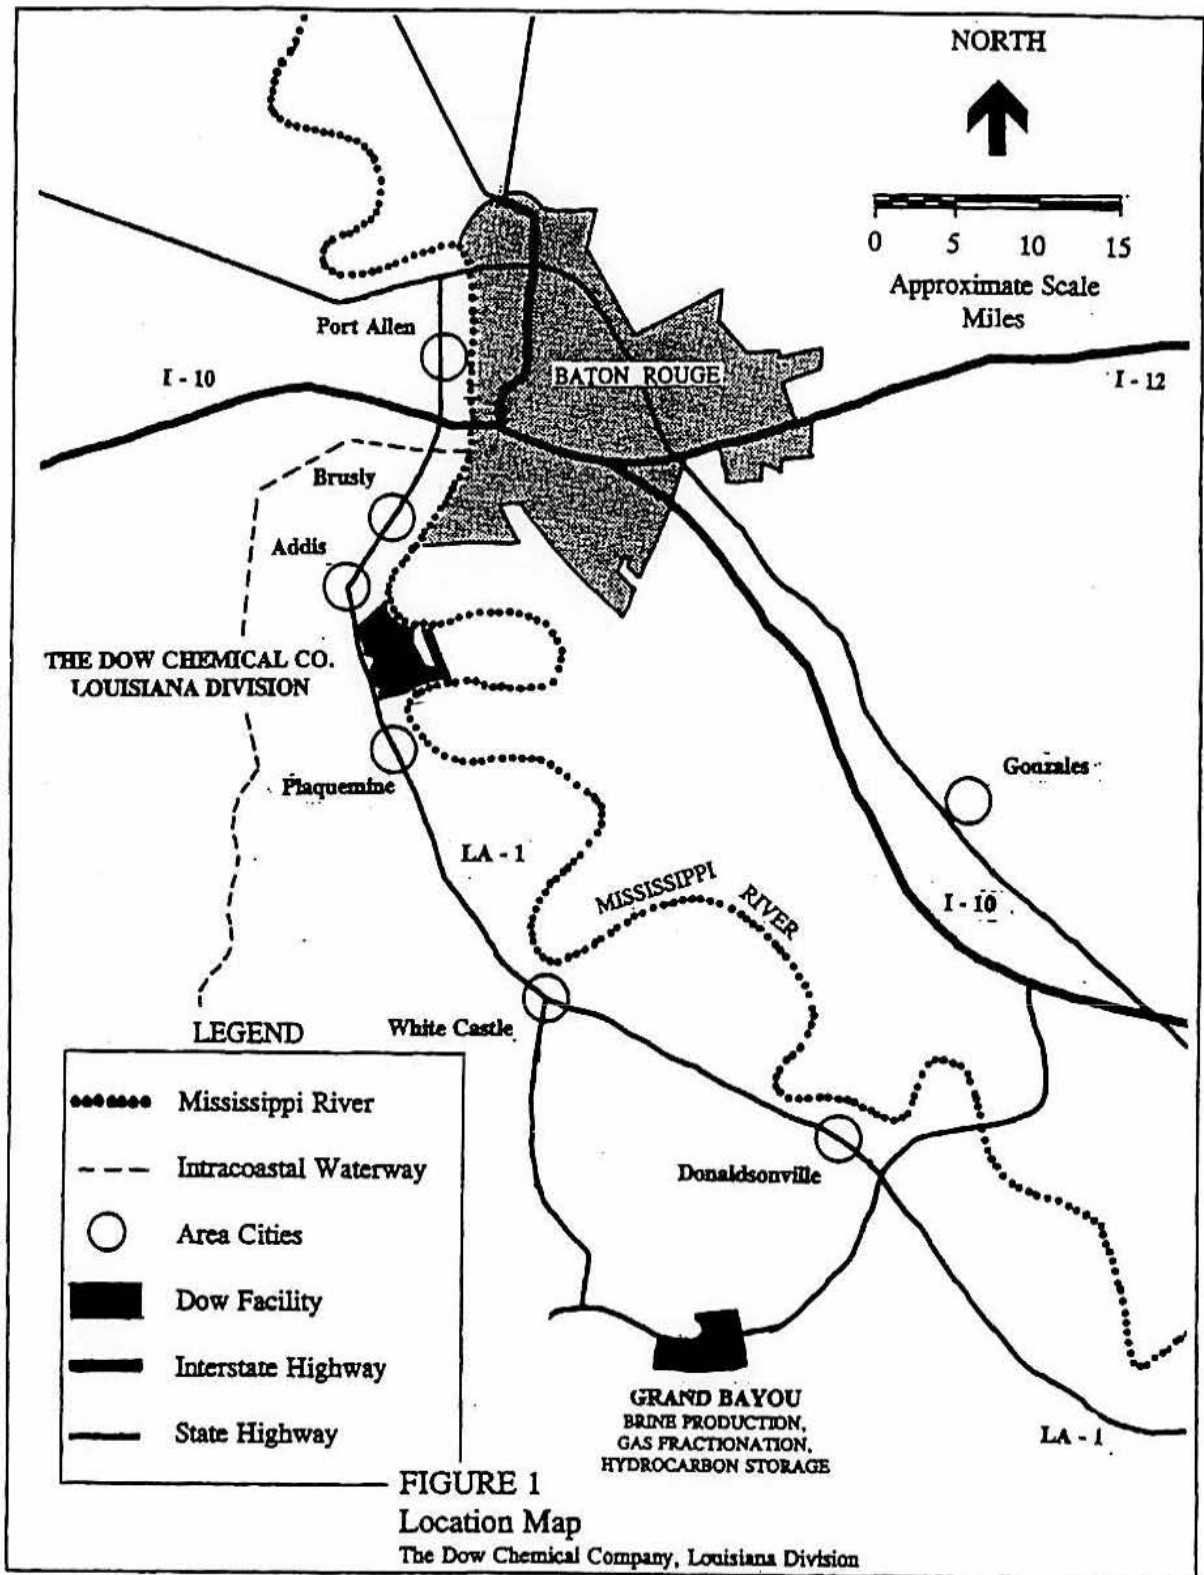 NORTH
0 5 10 15
Approximate Scale
Miles
Port Allen
I - 10
BATON ROUGE
I - 12
Brusly
Addis
THE DOW CHEMICAL CO.
LOUISIANA DIVISION
Plaquemine
Gonzales
LA - 1
MISSISSIPPI RIVER
I - 10
White Castle
LEGEND
Mississippi River
Intracoastal Waterway
Area Cities
Dow Facility
Interstate Highway
State Highway
Donaldsonville
GRAND BAYOU
BRINE PRODUCTION,
GAS FRACTIONATION,
HYDROCARBON STORAGE
LA - 1
FIGURE 1
Location Map
The Dow Chemical Company, Louisiana Division